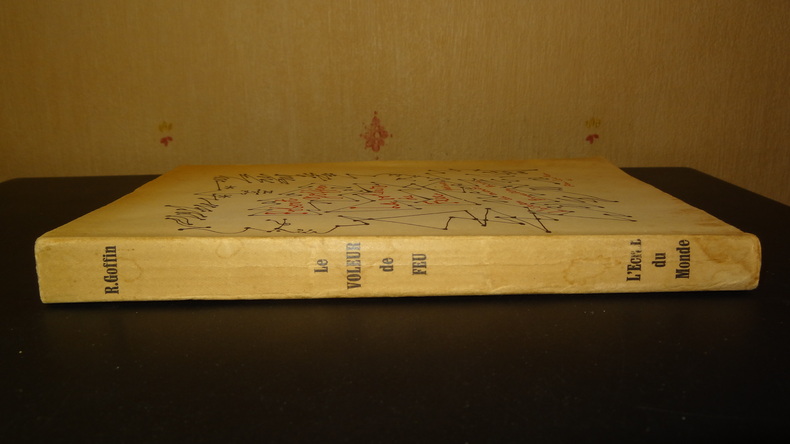 R.Goffin
Le
VOLEUR
de
FEU
du
Monde